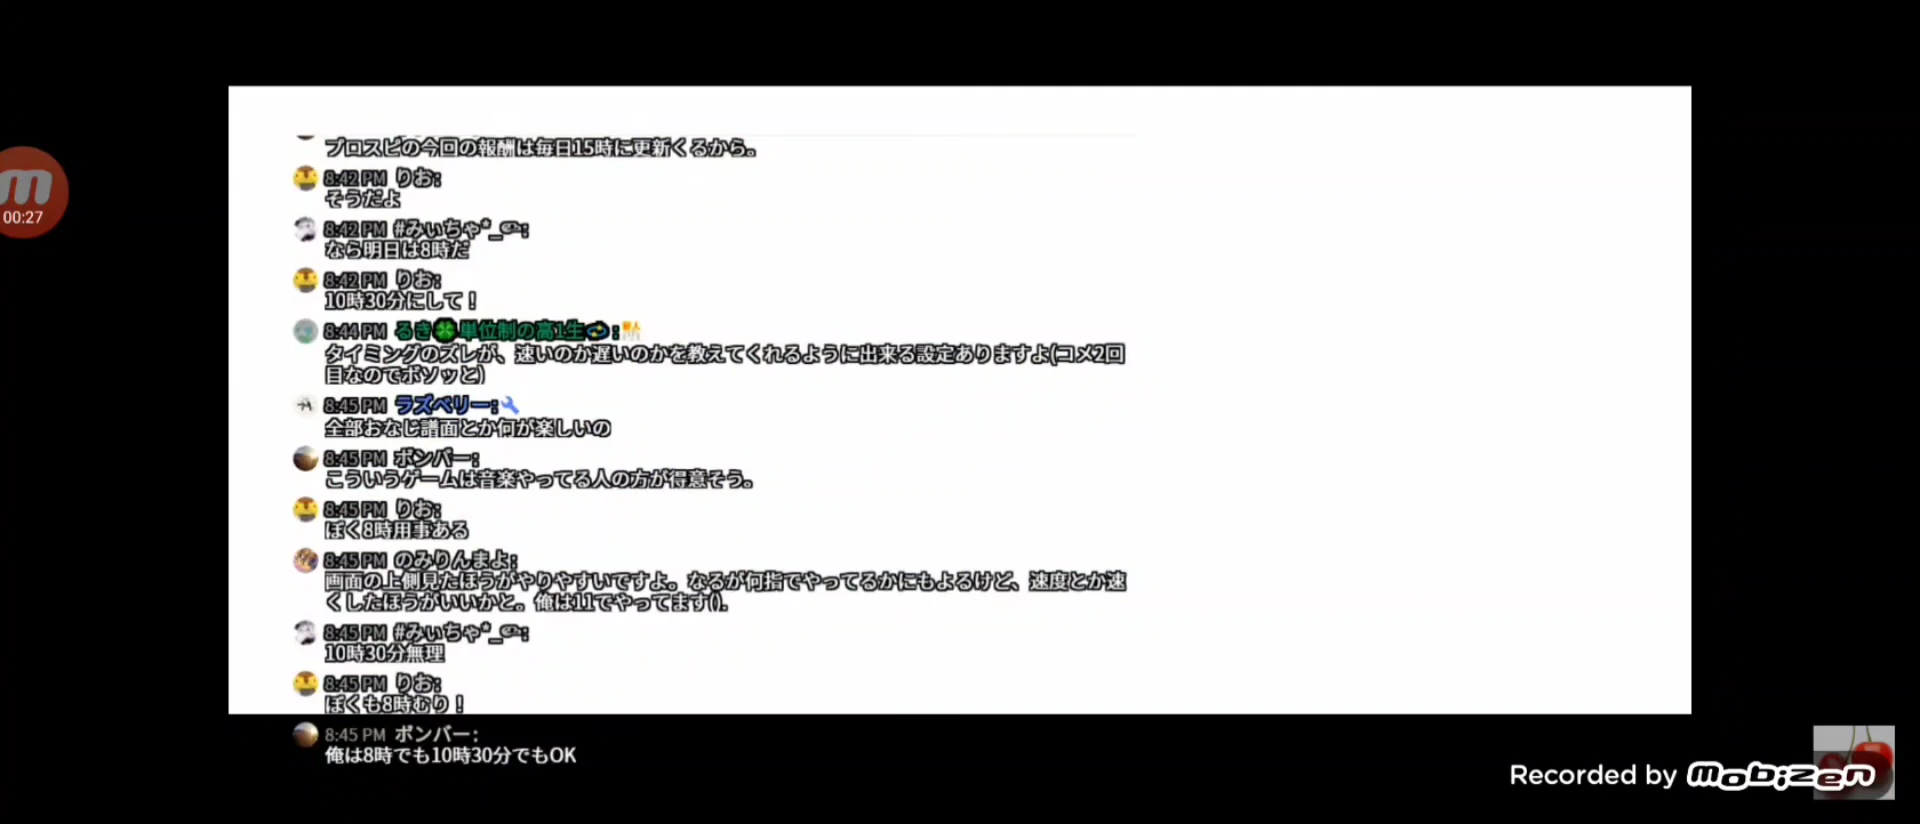 プロスピの今回の報酬は毎日15時に更新くるから。
8:42 PM りお:
そうだよ
8:42 PM #みぃちゃ*_✏:
なら明日は8時だ
8:42 PM りお:
10時30分にして！
8:44 PM るき🍀単位制の高1生:
タイミングのズレが、速いのか遅いのかを教えてくれるように出来る設定ありますよ(コメ2回
目なのでボソッと)
8:45 PM ラズベリー:🔧
全部おなじ譜面とか何が楽しいの
8:45 PM ボンバー:
こういうゲームは音楽やってる人の方が得意そう。
8:45 PM りお:
ぼく8時用事ある
8:45 PM のみりんまよ:
画面の上側見たほうがやりやすいですよ。なるが何指でやってるかにもよるけど、速度とか速
くしたほうがいいかと。俺は11でやってます().
8:45 PM #みぃちゃ*_✏:
10時30分無理
8:45 PM りお:
ぼくも8時むり！
8:45 PM ボンバー:
俺は8時でも10時30分でもOK
m
00:27
Recorded by mobizen